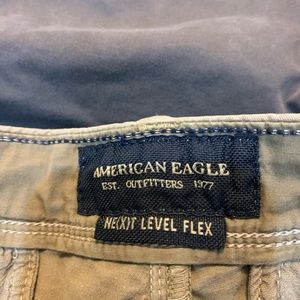 AMERICAN EAGLE
EST. OUTFITTERS 1977
NE(X)T LEVEL FLEX